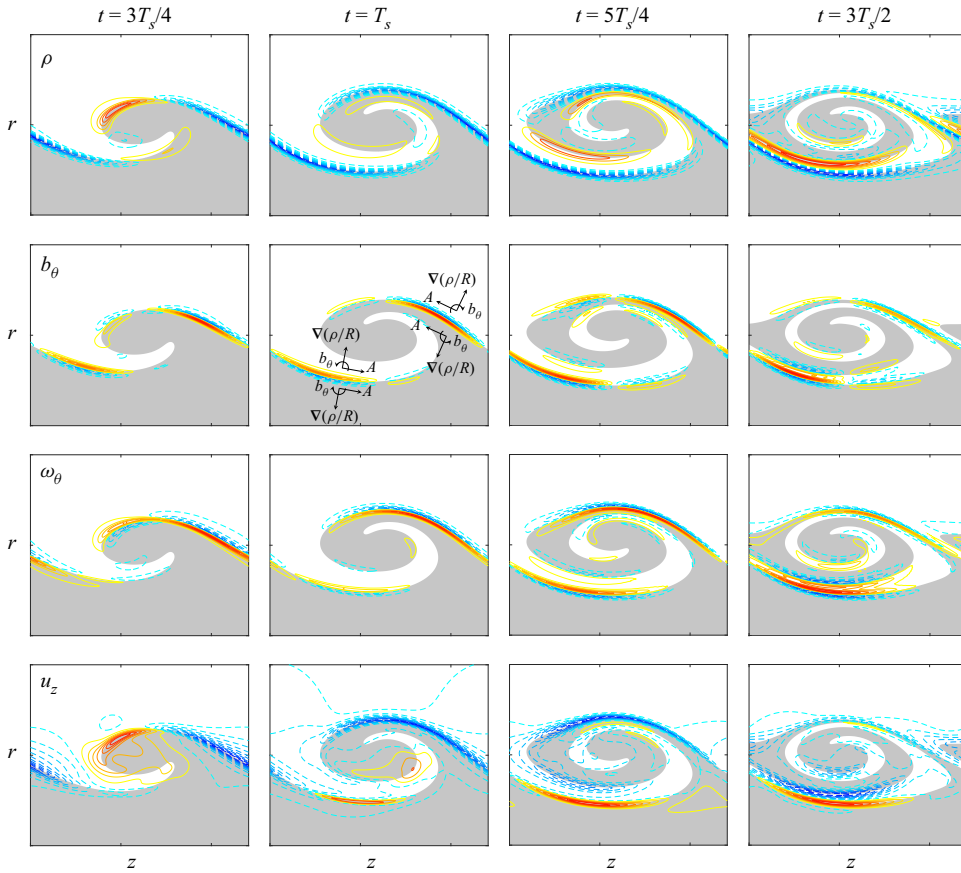 t = 3T_s/4
t = T_s
t = 5T_s/4
t = 3T_s/2
ρ
r
b_θ
∇(ρ/R)
A
b_θ
A
b_θ
∇(ρ/R)
∇(ρ/R)
b_θ
A
b_θ
A
∇(ρ/R)
r
ω_θ
r
u_z
r
z
z
z
z